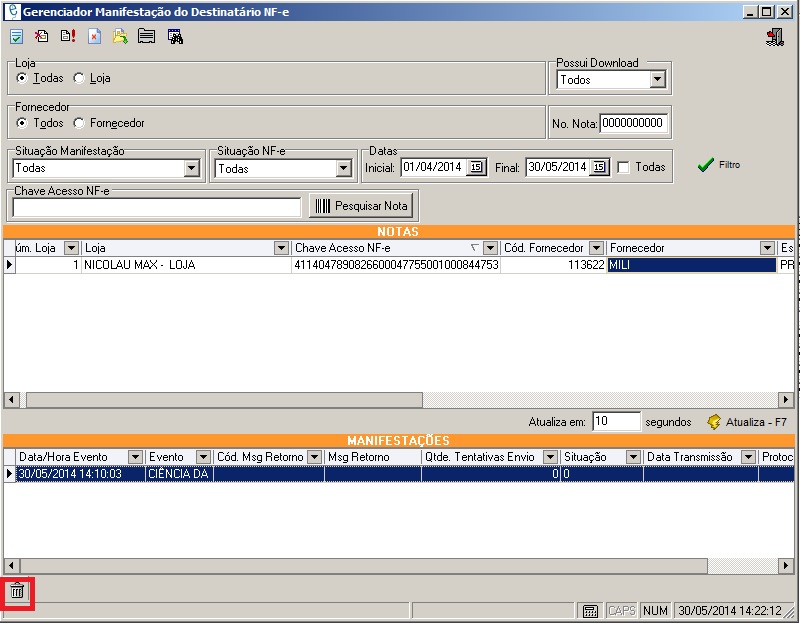 Gerenciador Manifestação do Destinatário NF-e
Loja
Todas Loja
Possui Download
Todos
Fornecedor
Todos Fornecedor
No. Nota: 0000000000
Situação Manifestação
Todas
Situação NF-e
Todas
Datas
Inicial: 01/04/2014 15 Final: 30/05/2014 15 Todas
Filtro
Chave Acesso NF-e
Pesquisar Nota
NOTAS
úm. Loja Loja Chave Acesso NF-e Cód. Fornecedor Fornecedor Es
1 NICOLAU MAX - LOJA 4114047890826600047755001000844753 113622 MILI PR
Atualiza em: 10 segundos Atualiza - F7
MANIFESTAÇÕES
Data/Hora Evento Evento Cód. Msg Retorno Msg Retorno Qtde. Tentativas Envio Situação Data Transmissão Protoc
30/05/2014 14:10:03 CIÊNCIA DA 0 0
CAPS NUM 30/05/2014 14:22:12